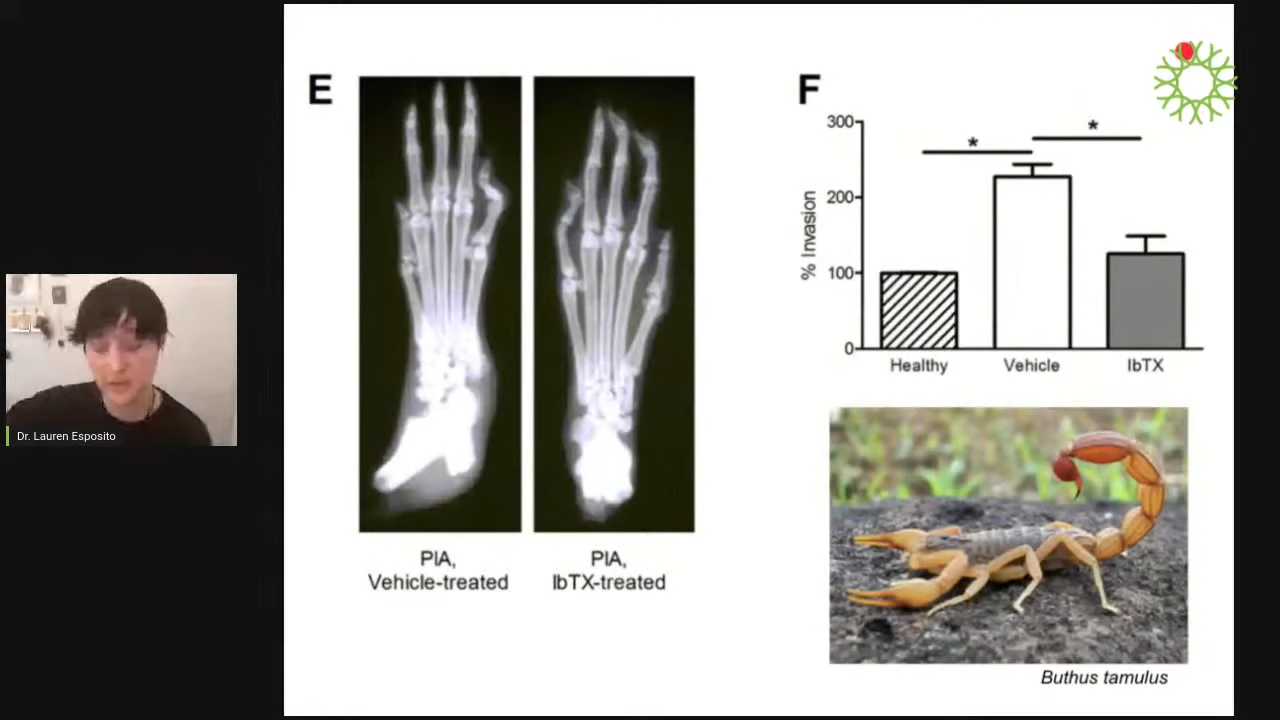 E
PIA,
Vehicle-treated
PIA,
IbTX-treated
F
% Invasion
300
200
100
0
*
*
Healthy
Vehicle
IbTX
Buthus tamulus
Dr. Lauren Esposito